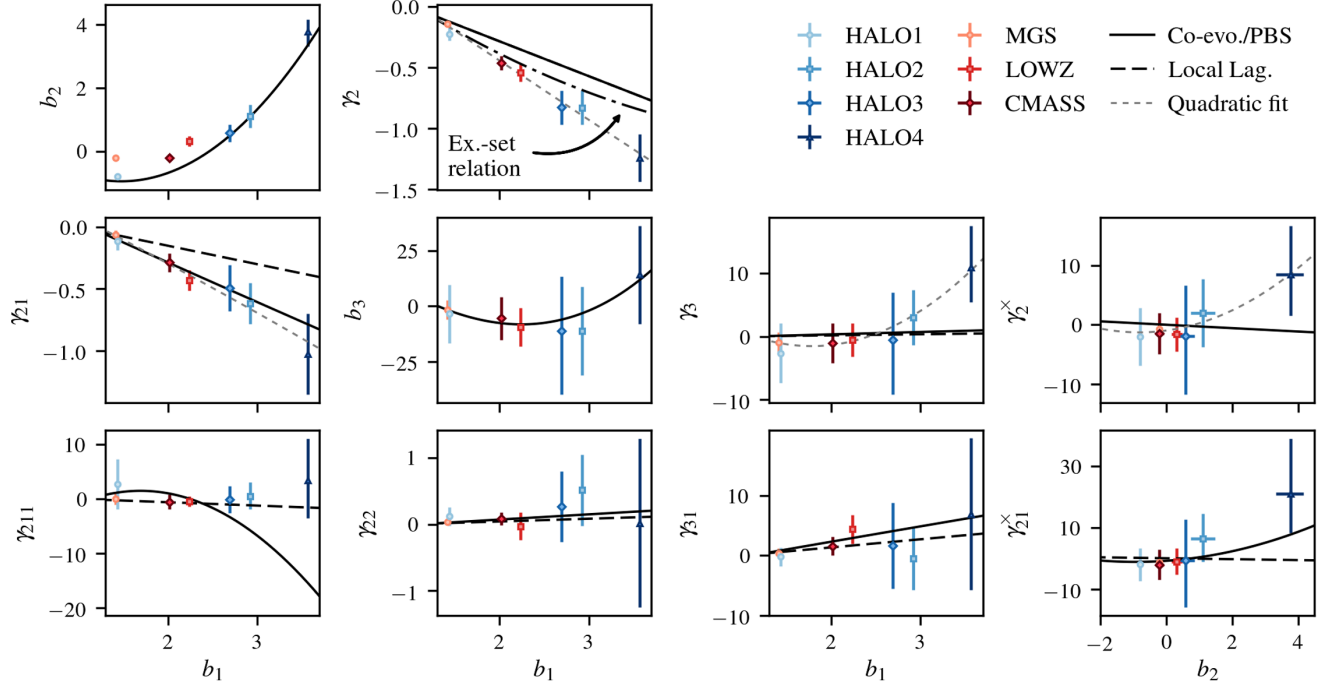 4
2
0
b₂
2
3
0.0
−0.5
−1.0
−1.5
γ₂
Ex.-set
relation
HALO1
HALO2
HALO3
HALO4
MGS
LOWZ
CMASS
Co-evo./PBS
Local Lag.
Quadratic fit
0.0
−0.5
−1.0
γ₂₁
25
0
−25
b₃
10
0
−10
γ₃
10
0
−10
γ₂^×
10
0
−10
−20
γ₂₁₁
2
3
b₁
1
0
−1
γ₂₂
2
3
b₁
20
10
0
−10
γ₃₁
2
3
b₁
30
10
−10
γ₂₁^×
−2
0
2
4
b₂